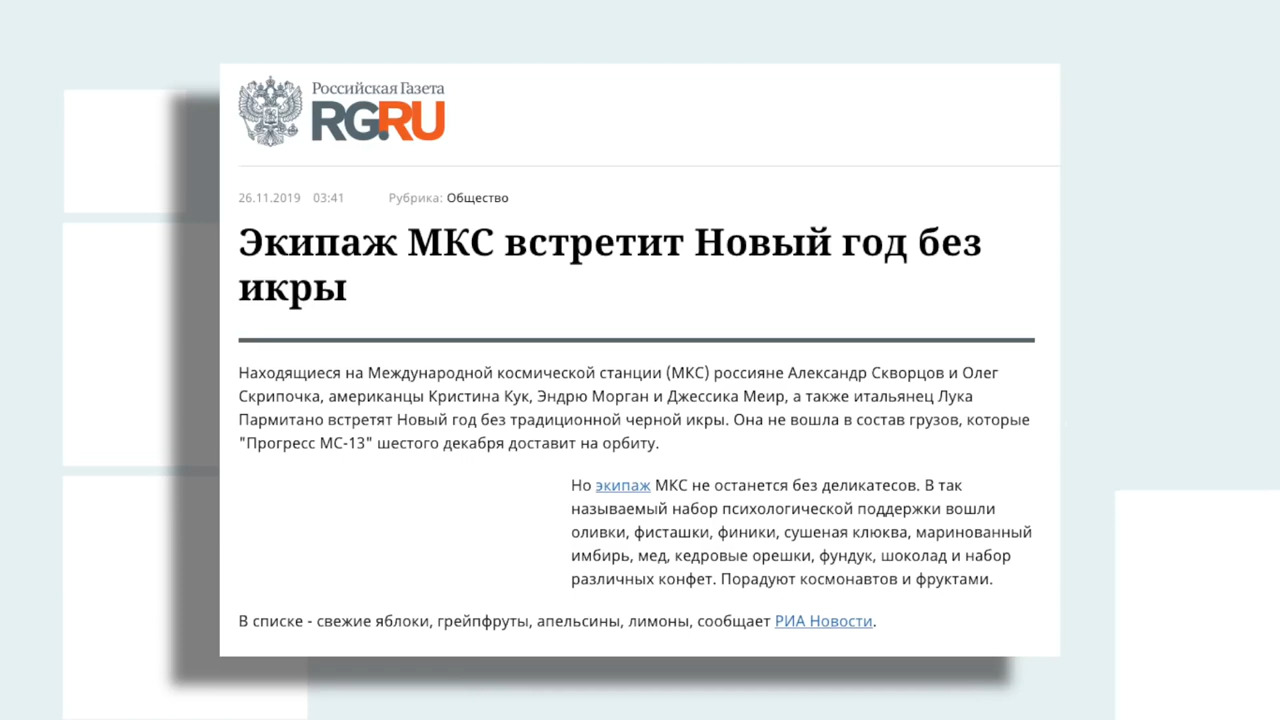 Российская Газета
RG.RU
26.11.2019 03:41 Рубрика: Общество
Экипаж МКС встретит Новый год без
икры
Находящиеся на Международной космической станции (МКС) россияне Александр Скворцов и Олег
Скрипочка, американцы Кристина Кук, Эндрю Морган и Джессика Меир, а также итальянец Лука
Пармитано встретят Новый год без традиционной черной икры. Она не вошла в состав грузов, которые
"Прогресс МС-13" шестого декабря доставит на орбиту.
Но экипаж МКС не останется без деликатесов. В так
называемый набор психологической поддержки вошли
оливки, фисташки, финики, сушеная клюква, маринованный
имбирь, мед, кедровые орешки, фундук, шоколад и набор
различных конфет. Порадуют космонавтов и фруктами.
В списке - свежие яблоки, грейпфруты, апельсины, лимоны, сообщает РИА Новости.